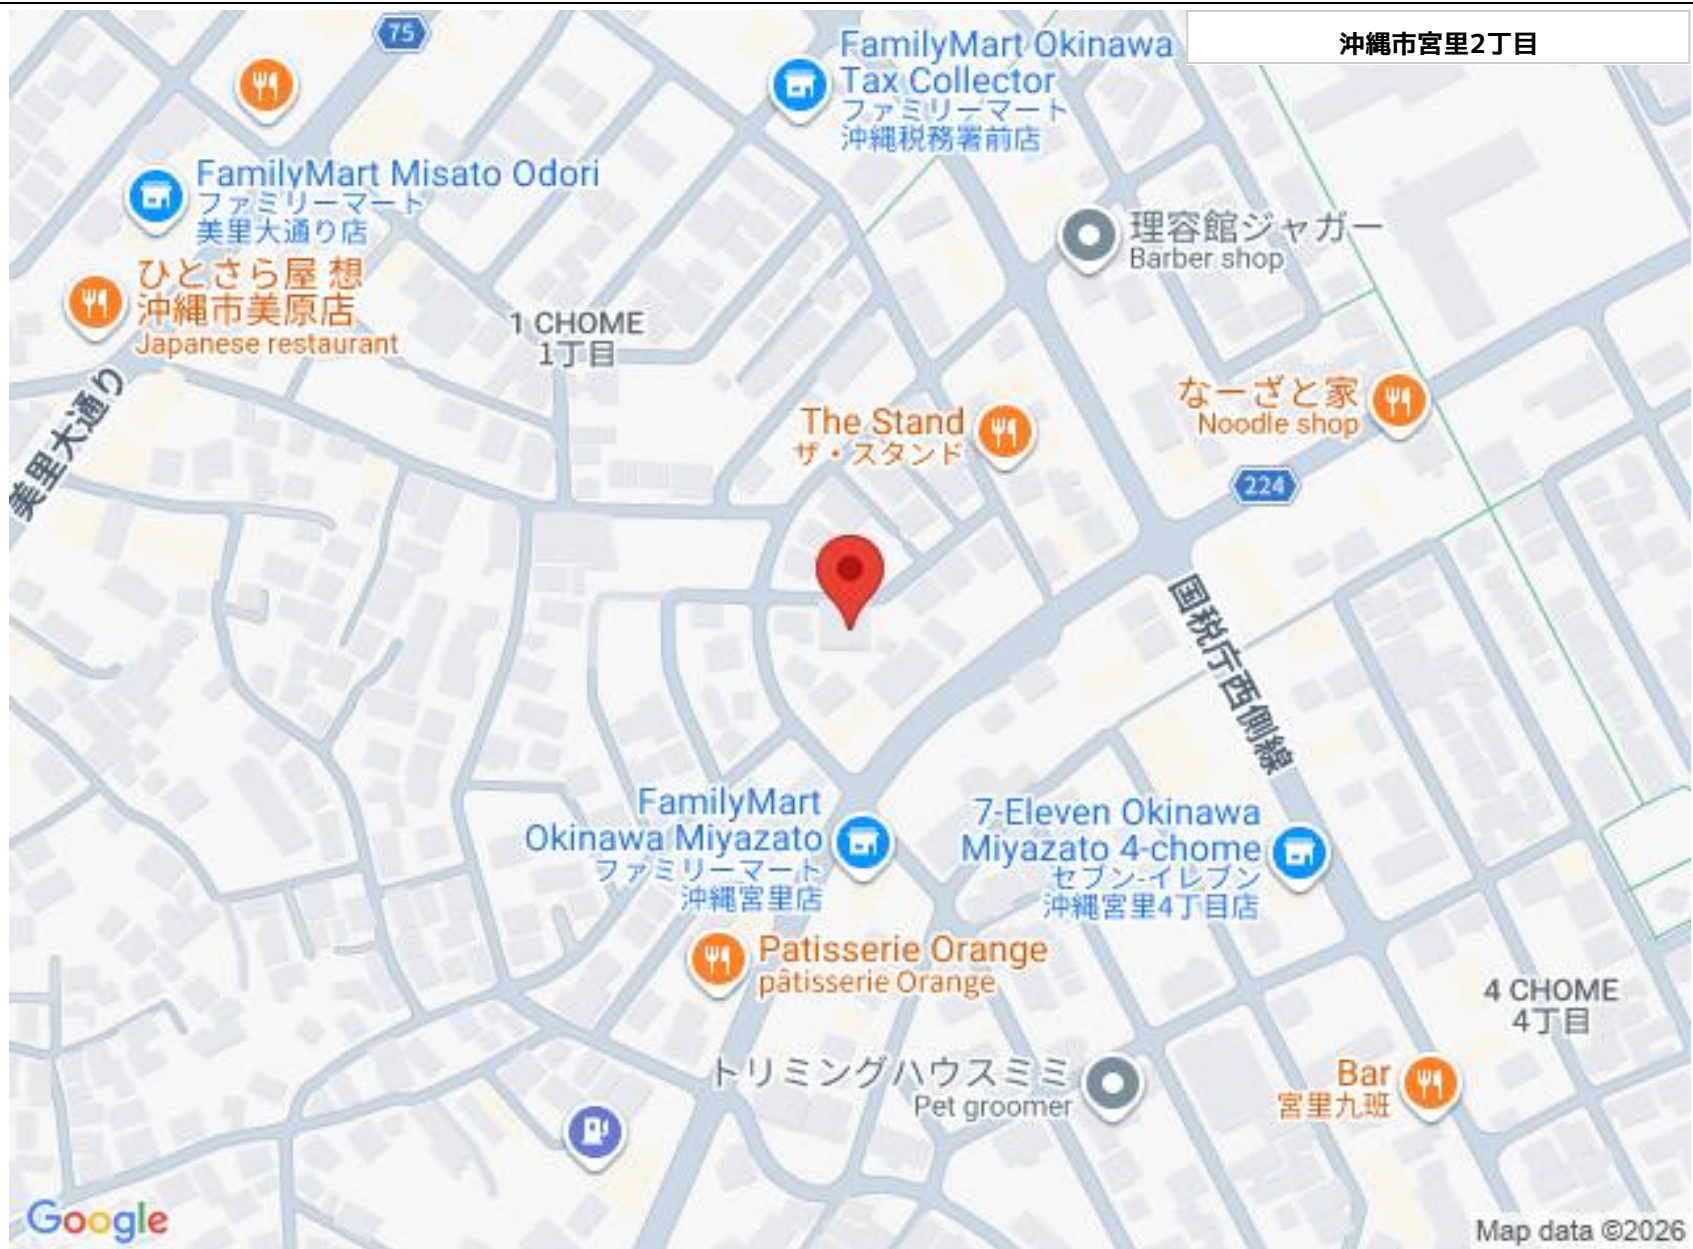 沖縄市宮里2丁目
75
FamilyMart Okinawa
Tax Collector
ファミリーマート
沖縄税務署前店
FamilyMart Misato Odori
ファミリーマート
美里大通り店
理容館ジャガー
Barber shop
ひとさら屋 想
沖縄市美原店
Japanese restaurant
1 CHOME
1丁目
美里大通り
The Stand
ザ・スタンド
なーざと家
Noodle shop
224
国税庁西側線
FamilyMart
Okinawa Miyazato
ファミリーマート
沖縄宮里店
7-Eleven Okinawa
Miyazato 4-chome
セブン-イレブン
沖縄宮里4丁目店
Patisserie Orange
pâtisserie Orange
4 CHOME
4丁目
トリミングハウスミミ
Pet groomer
Bar
宮里九班
Google
Map data ©2026